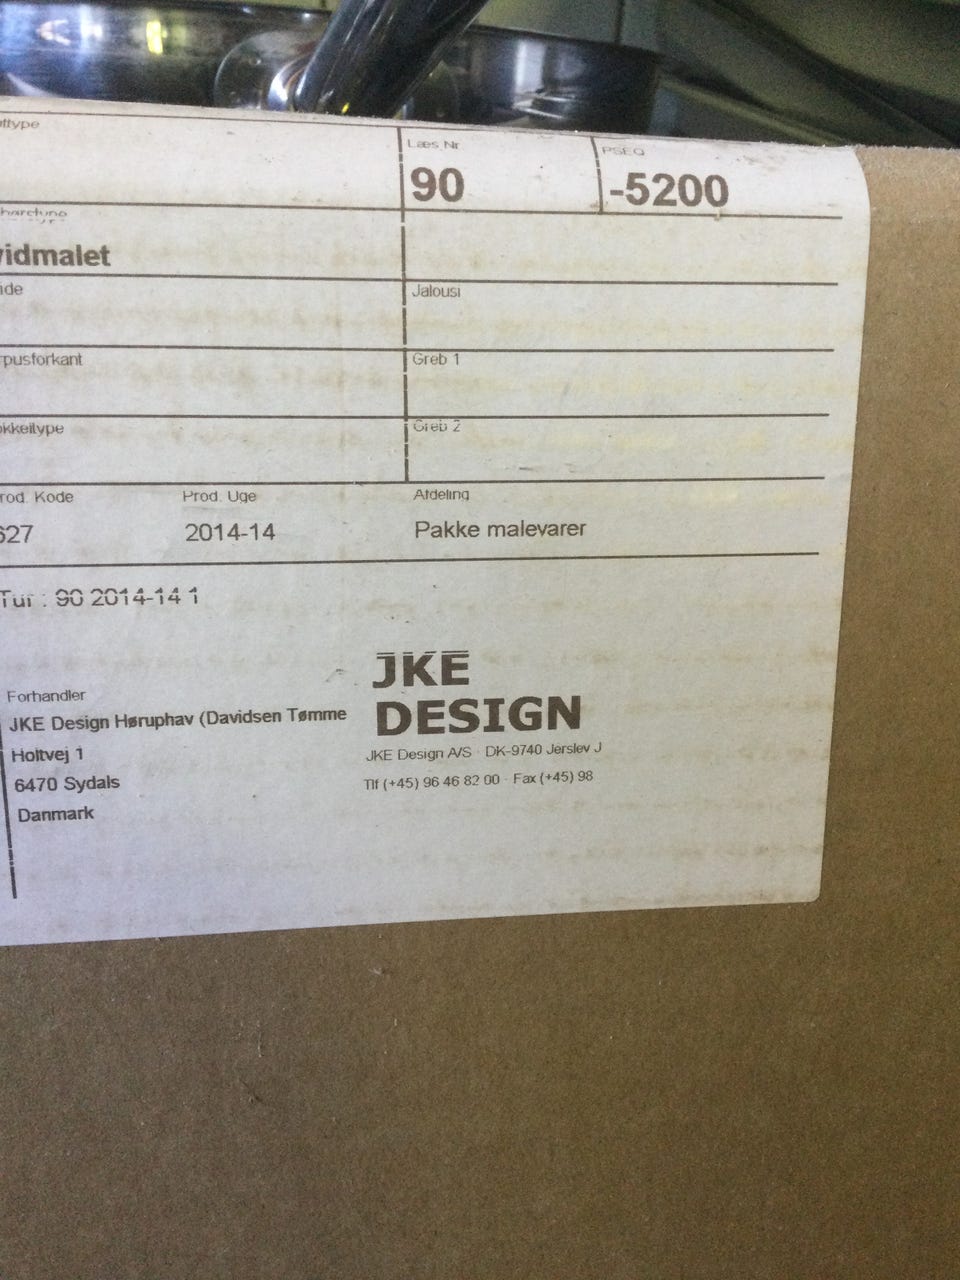 Læs Nr PSEQ
90 -5200
vidmalet
Jalousi
rpusforkant Greb 1
Greb 2
rod. Kode Prod. Uge Afdeling
627 2014-14 Pakke malevarer
Tur : 90 2014-14 1
JKE
DESIGN
Forhandler
JKE Design Høruphav (Davidsen Tømme
Holtvej 1
6470 Sydals
Danmark
JKE Design A/S · DK-9740 Jerslev J
Tlf (+45) 96 46 82 00 · Fax (+45) 98